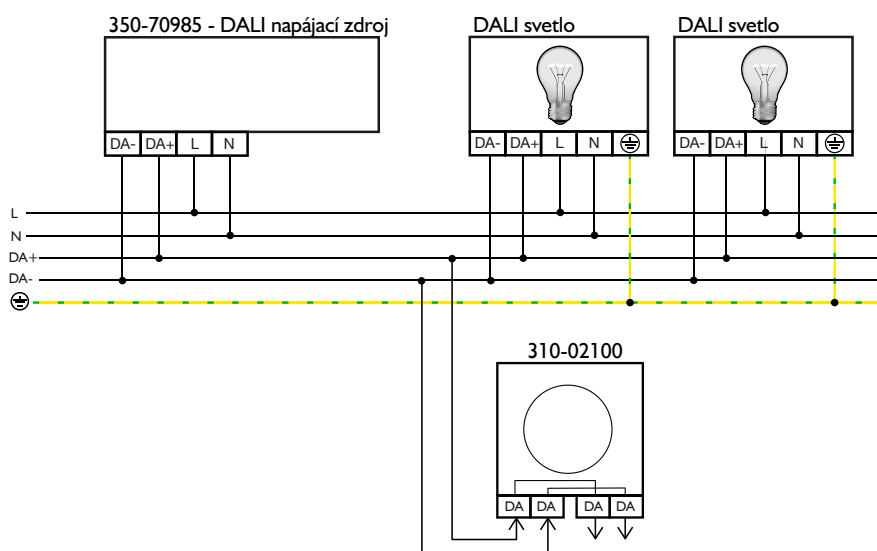 350-70985 - DALI napájací zdroj
DALI svetlo
DALI svetlo
DA- DA+ L N
DA- DA+ L N
DA- DA+ L N
L
N
DA+
DA-
310-02100
DA DA DA DA